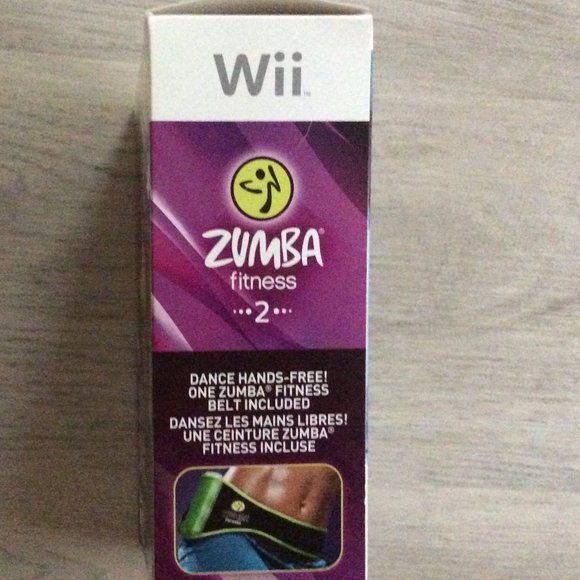 Wii™
ZUMBA®
fitness
2
DANCE HANDS-FREE!
ONE ZUMBA® FITNESS
BELT INCLUDED
DANSEZ LES MAINS LIBRES!
UNE CEINTURE ZUMBA®
FITNESS INCLUSE